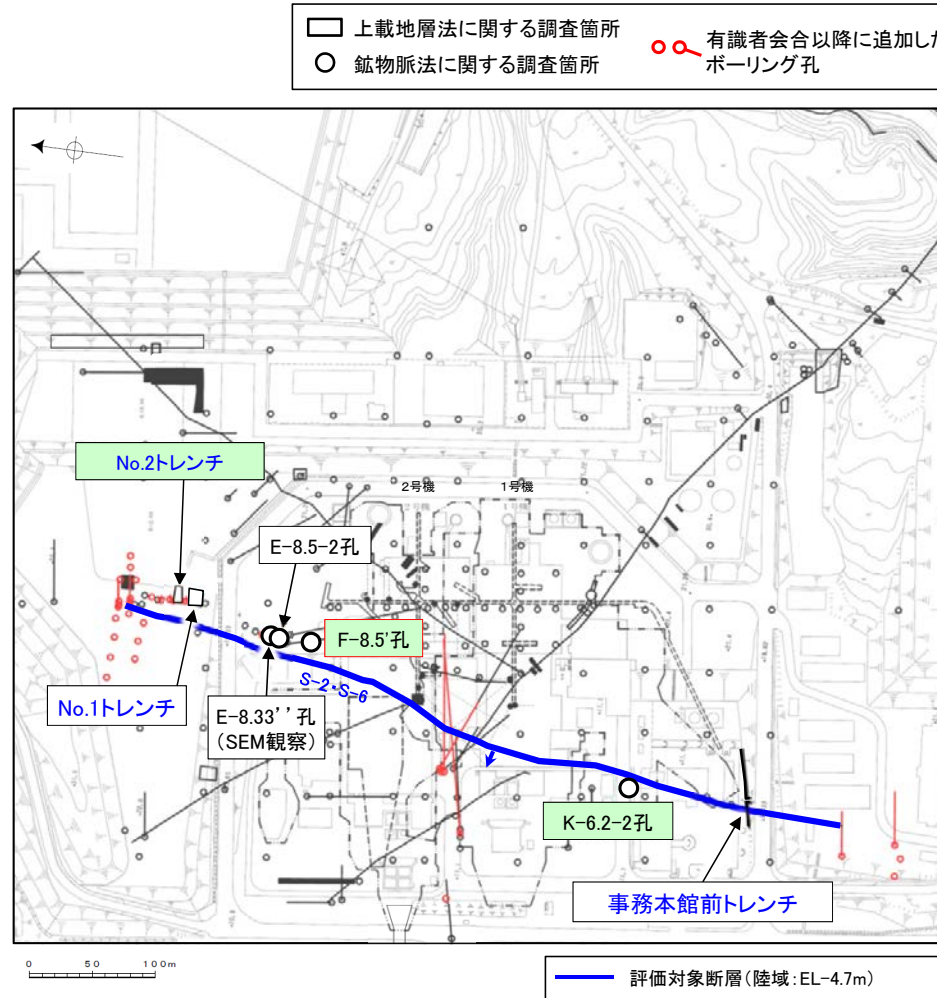 上載地層法に関する調査箇所
鉱物脈法に関する調査箇所
有識者会合以降に追加した
ボーリング孔
No.2トレンチ
2号機
1号機
E-8.5-2孔
F-8.5'孔
S-2・S-6
No.1トレンチ
E-8.33''孔
(SEM観察)
K-6.2-2孔
事務本館前トレンチ
0 50 100m
評価対象断層(陸域:EL-4.7m)